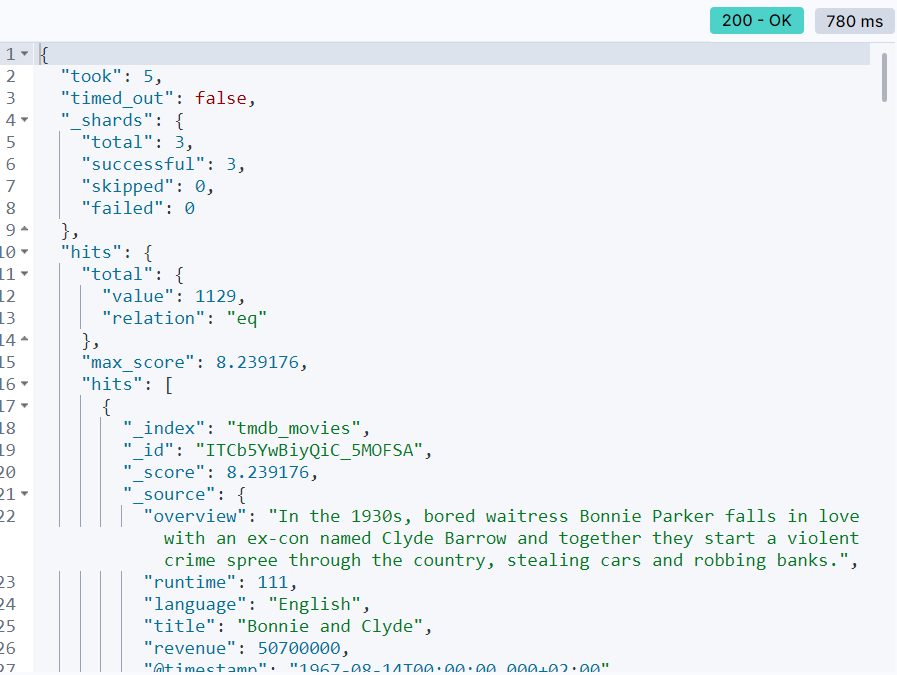 200 - OK 780 ms
1 {
2 "took": 5,
3 "timed_out": false,
4 "_shards": {
5 "total": 3,
6 "successful": 3,
7 "skipped": 0,
8 "failed": 0
9 },
10 "hits": {
11 "total": {
12 "value": 1129,
13 "relation": "eq"
14 },
15 "max_score": 8.239176,
16 "hits": [
17 {
18 "_index": "tmdb_movies",
19 "_id": "ITCb5YwBiyQiC_5MOFSA",
20 "_score": 8.239176,
21 "_source": {
22 "overview": "In the 1930s, bored waitress Bonnie Parker falls in love
with an ex-con named Clyde Barrow and together they start a violent
crime spree through the country, stealing cars and robbing banks.",
23 "runtime": 111,
24 "language": "English",
25 "title": "Bonnie and Clyde",
26 "revenue": 50700000,
27 "@timestamp": "1967-08-14T00:00:00.000+02:00"